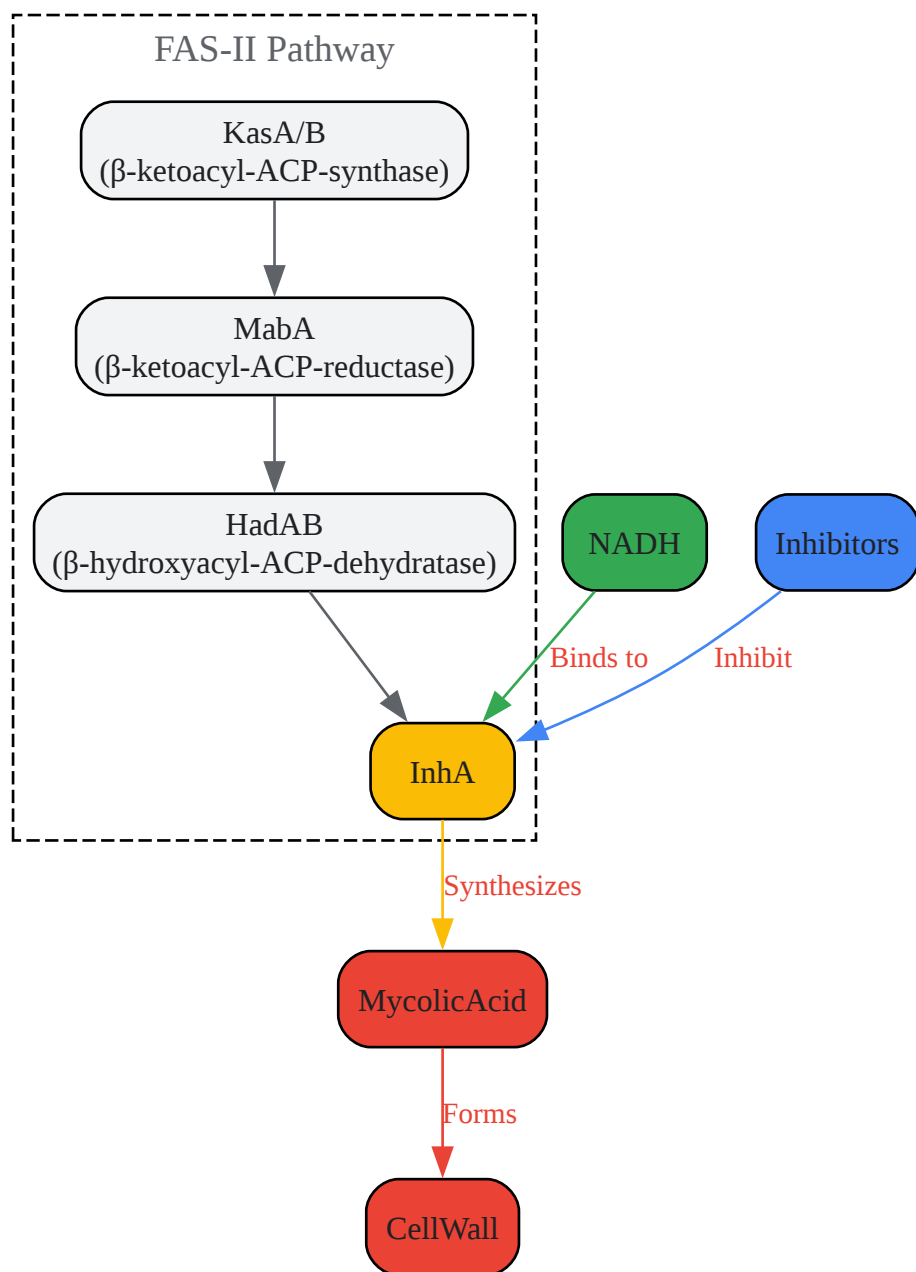 FAS-II Pathway
KasA/B
(β-ketoacyl-ACP-synthase)
MabA
(β-ketoacyl-ACP-reductase)
HadAB
(β-hydroxyacyl-ACP-dehydratase)
NADH
Inhibitors
Binds to
Inhibit
InhA
Synthesizes
MycolicAcid
Forms
CellWall